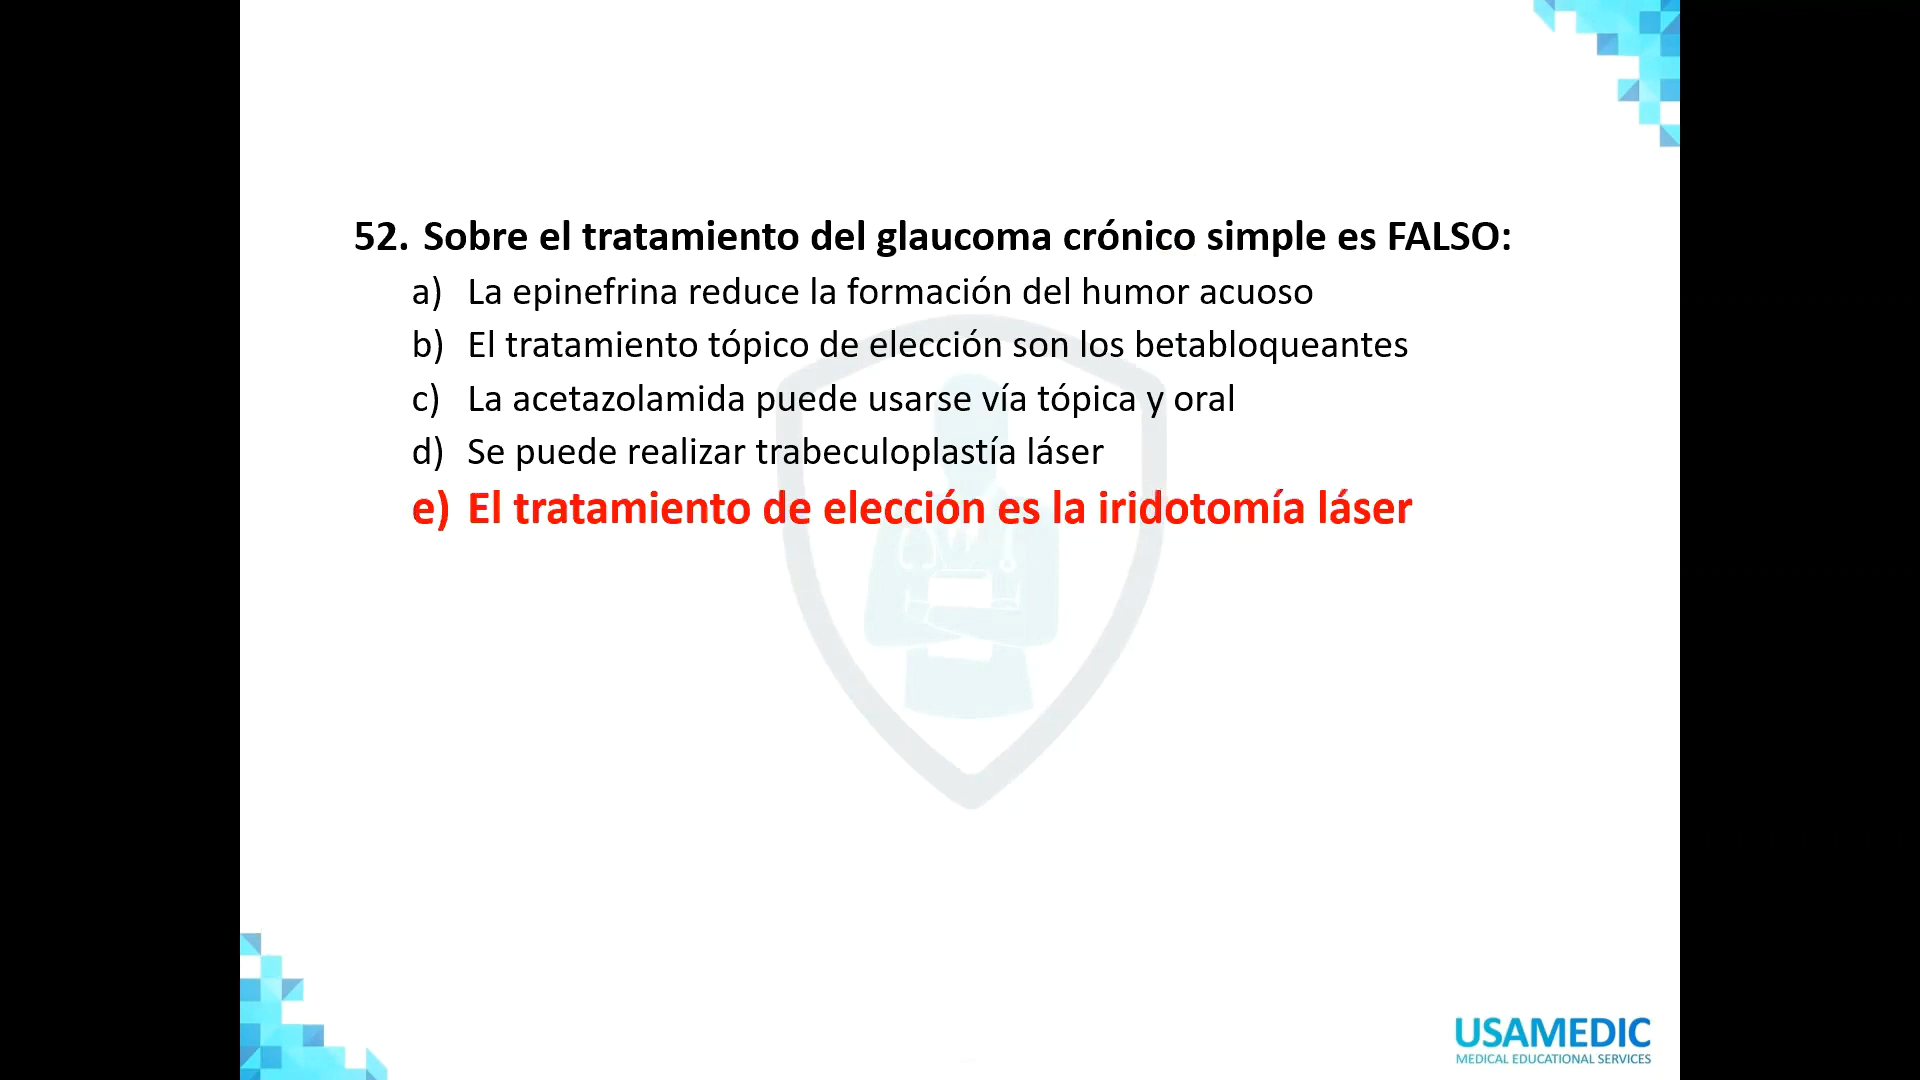 52. Sobre el tratamiento del glaucoma crónico simple es FALSO:
a) La epinefrina reduce la formación del humor acuoso
b) El tratamiento tópico de elección son los betabloqueantes
c) La acetazolamida puede usarse vía tópica y oral
d) Se puede realizar trabeculoplastía láser
e) El tratamiento de elección es la iridotomía láser
USAMEDIC
MEDICAL EDUCATIONAL SERVICES